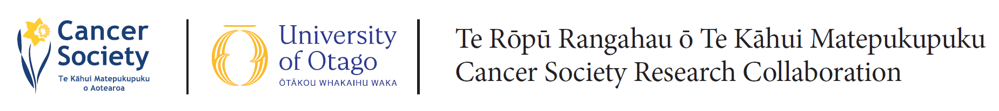 Cancer
Society
Te Kāhui Matepukupuku
o Aotearoa
University
of Otago
ŌTĀKOU WHAKAIHU WAKA
Te Rōpū Rangahau ō Te Kāhui Matepukupuku
Cancer Society Research Collaboration